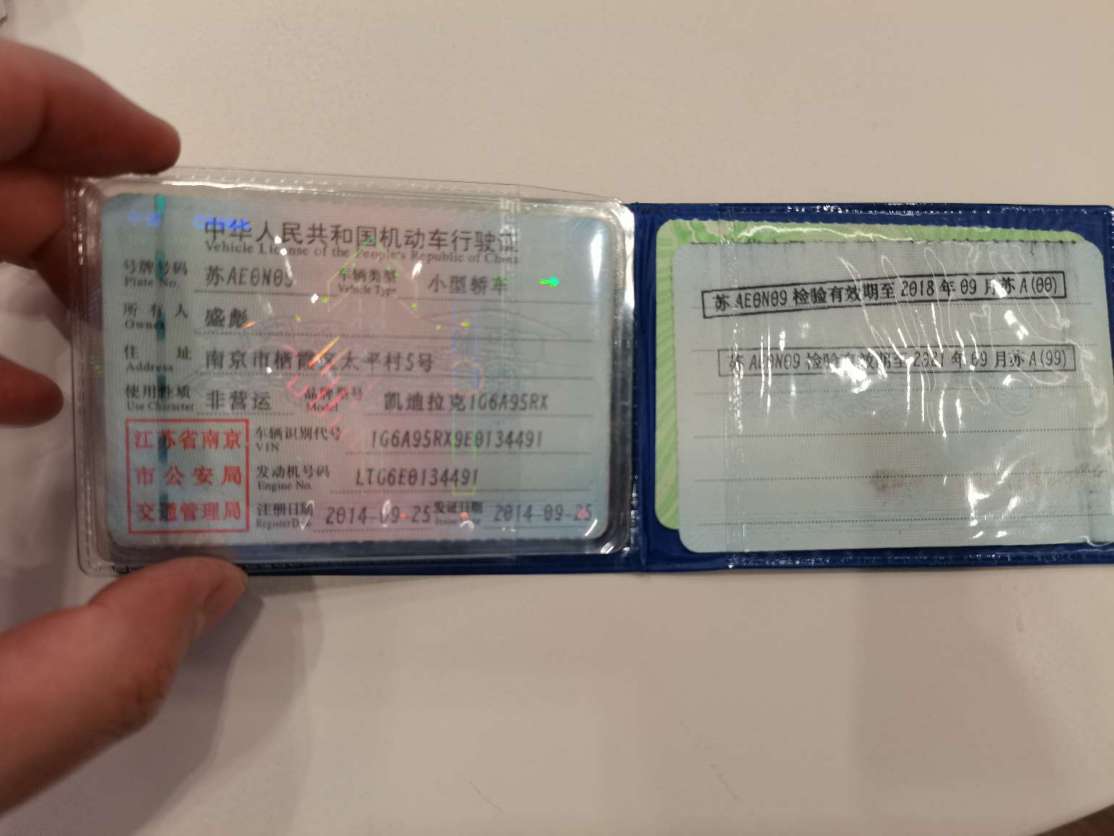 中华人民共和国机动车行驶证
Vehicle License of the People's Republic of China
号牌号码 苏AE0N09 车辆类型 小型轿车
Plate No. Vehicle Type
所有人 盛彪
Owner
住址 南京市栖霞区太平村5号
Address
使用性质 非营运 品牌型号 凯迪拉克1G6A95RX
Use Character Model
江苏省南京
市公安局
交通管理局
车辆识别代号 1G6A95RX9E0134491
VIN
发动机号码 LTG6E0134491
Engine No.
注册日期 2014-09-25 发证日期 2014-09-25
Register Date Issue Date
苏AE0N09检验有效期至2018年09月苏A(00)
苏AE0N09检验有效期至2021年09月苏A(99)